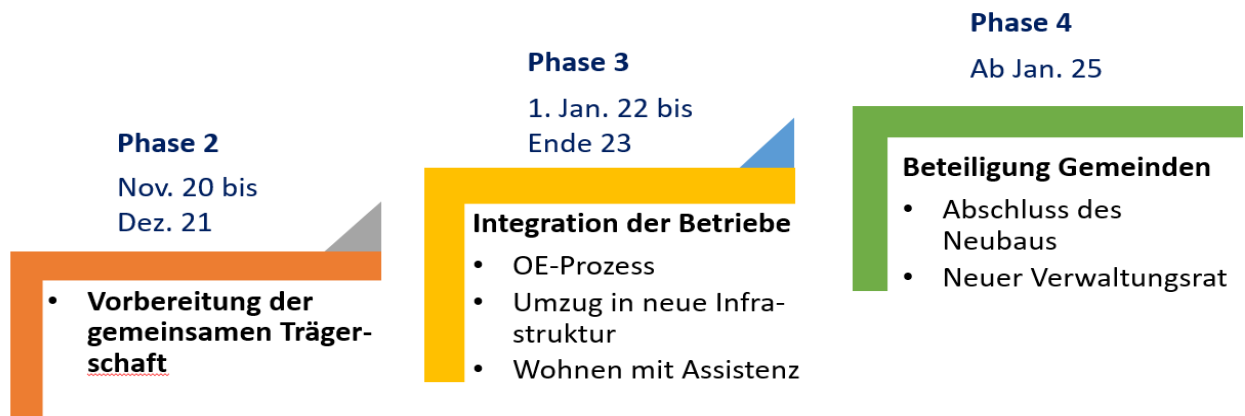 Phase 2
Nov. 20 bis
Dez. 21
• Vorbereitung der
gemeinsamen Träger-
schaft
Phase 3
1. Jan. 22 bis
Ende 23
Integration der Betriebe
• OE-Prozess
• Umzug in neue Infra-
struktur
• Wohnen mit Assistenz
Phase 4
Ab Jan. 25
Beteiligung Gemeinden
• Abschluss des
Neubaus
• Neuer Verwaltungsrat